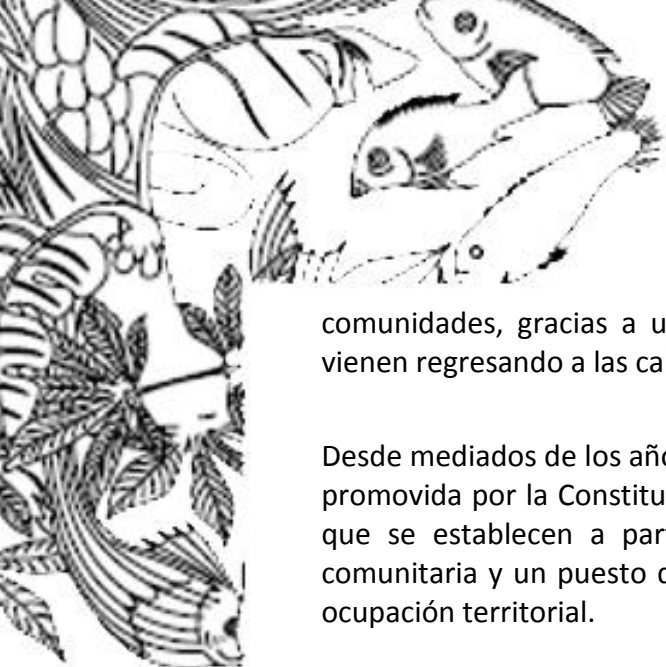 comunidades, gracias a u
vienen regresando a las ca
Desde mediados de los año
promovida por la Constitu
que se establecen a par
comunitaria y un puesto
ocupación territorial.